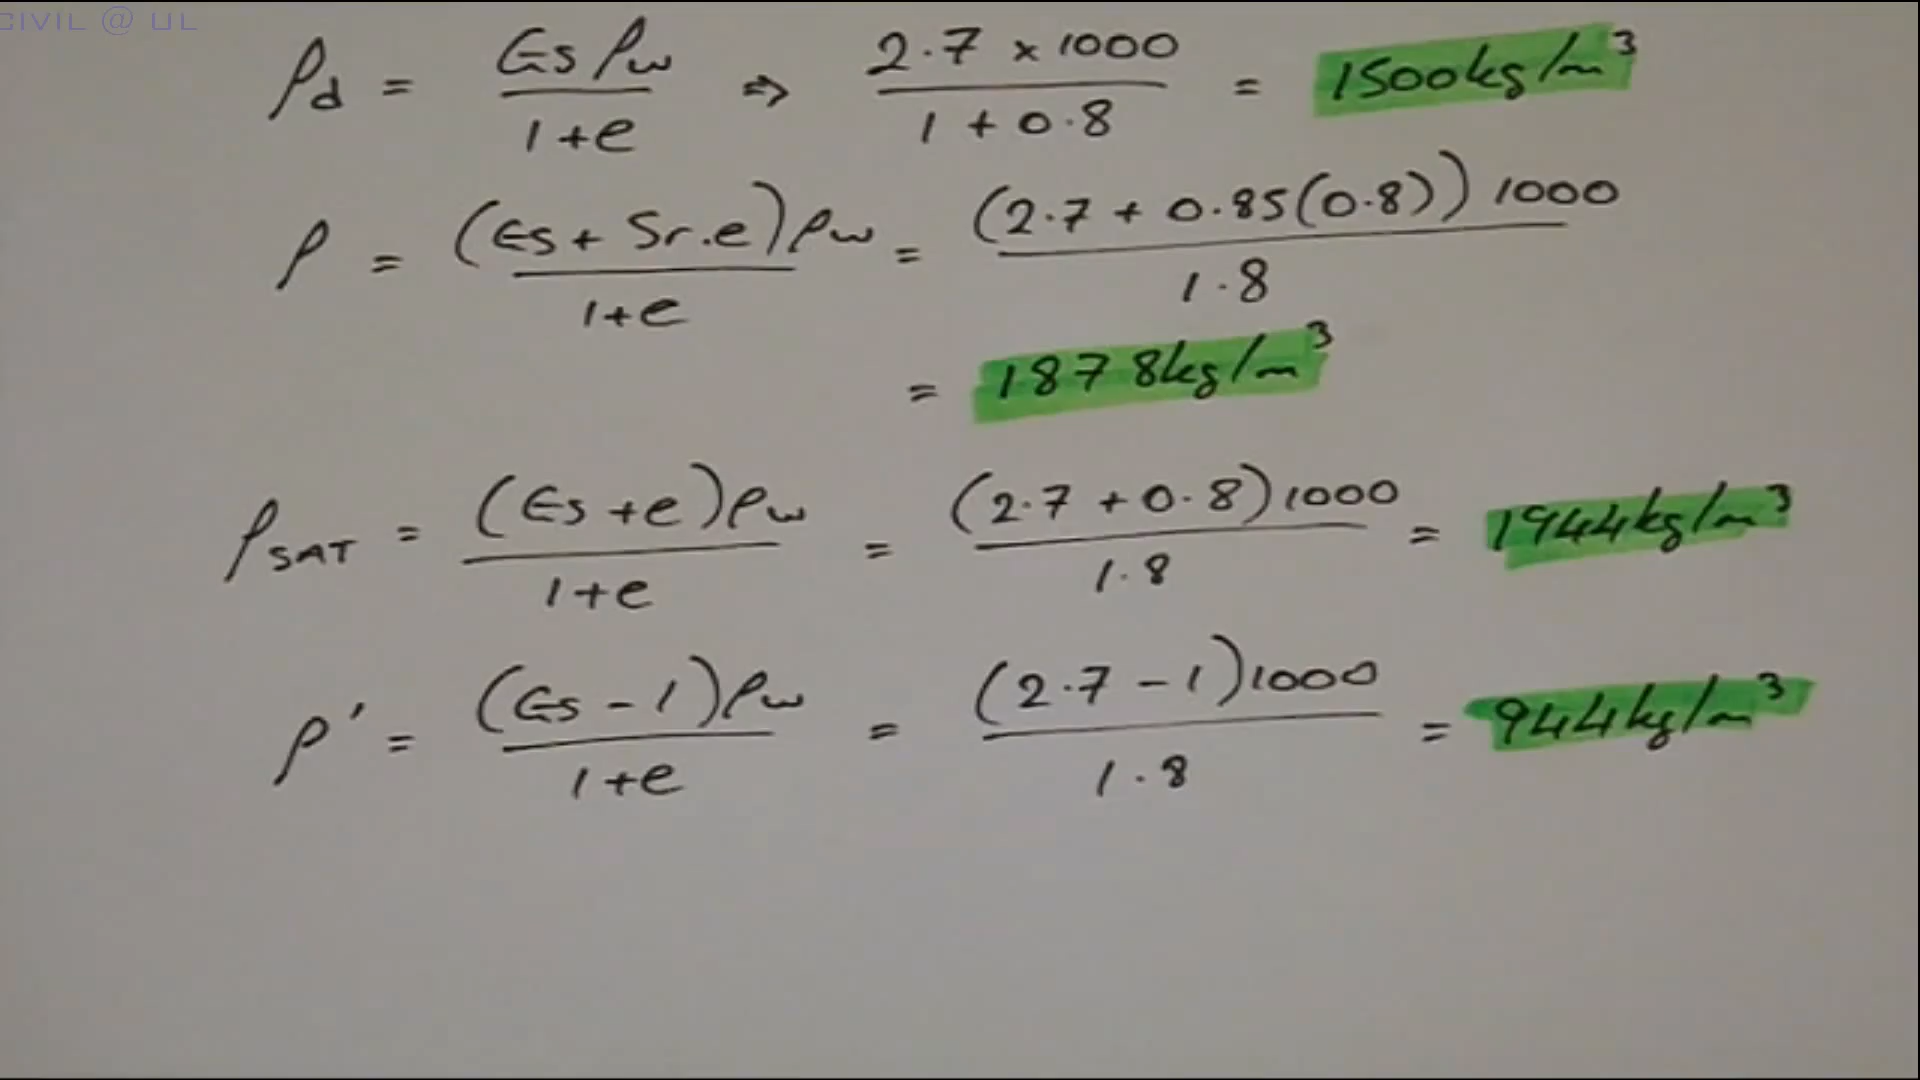 CIVIL @ UL
ρd = Gsρw / 1+e ⇒ 2.7 x 1000 / 1 + 0.8 = 1500kg/m³
ρ = (Gs + Sr.e)ρw / 1+e = (2.7 + 0.85(0.8))1000 / 1.8
= 1878kg/m³
ρSAT = (Gs+e)ρw / 1+e = (2.7+0.8)1000 / 1.8 = 1944kg/m³
ρ' = (Gs-1)ρw / 1+e = (2.7-1)1000 / 1.8 = 944kg/m³